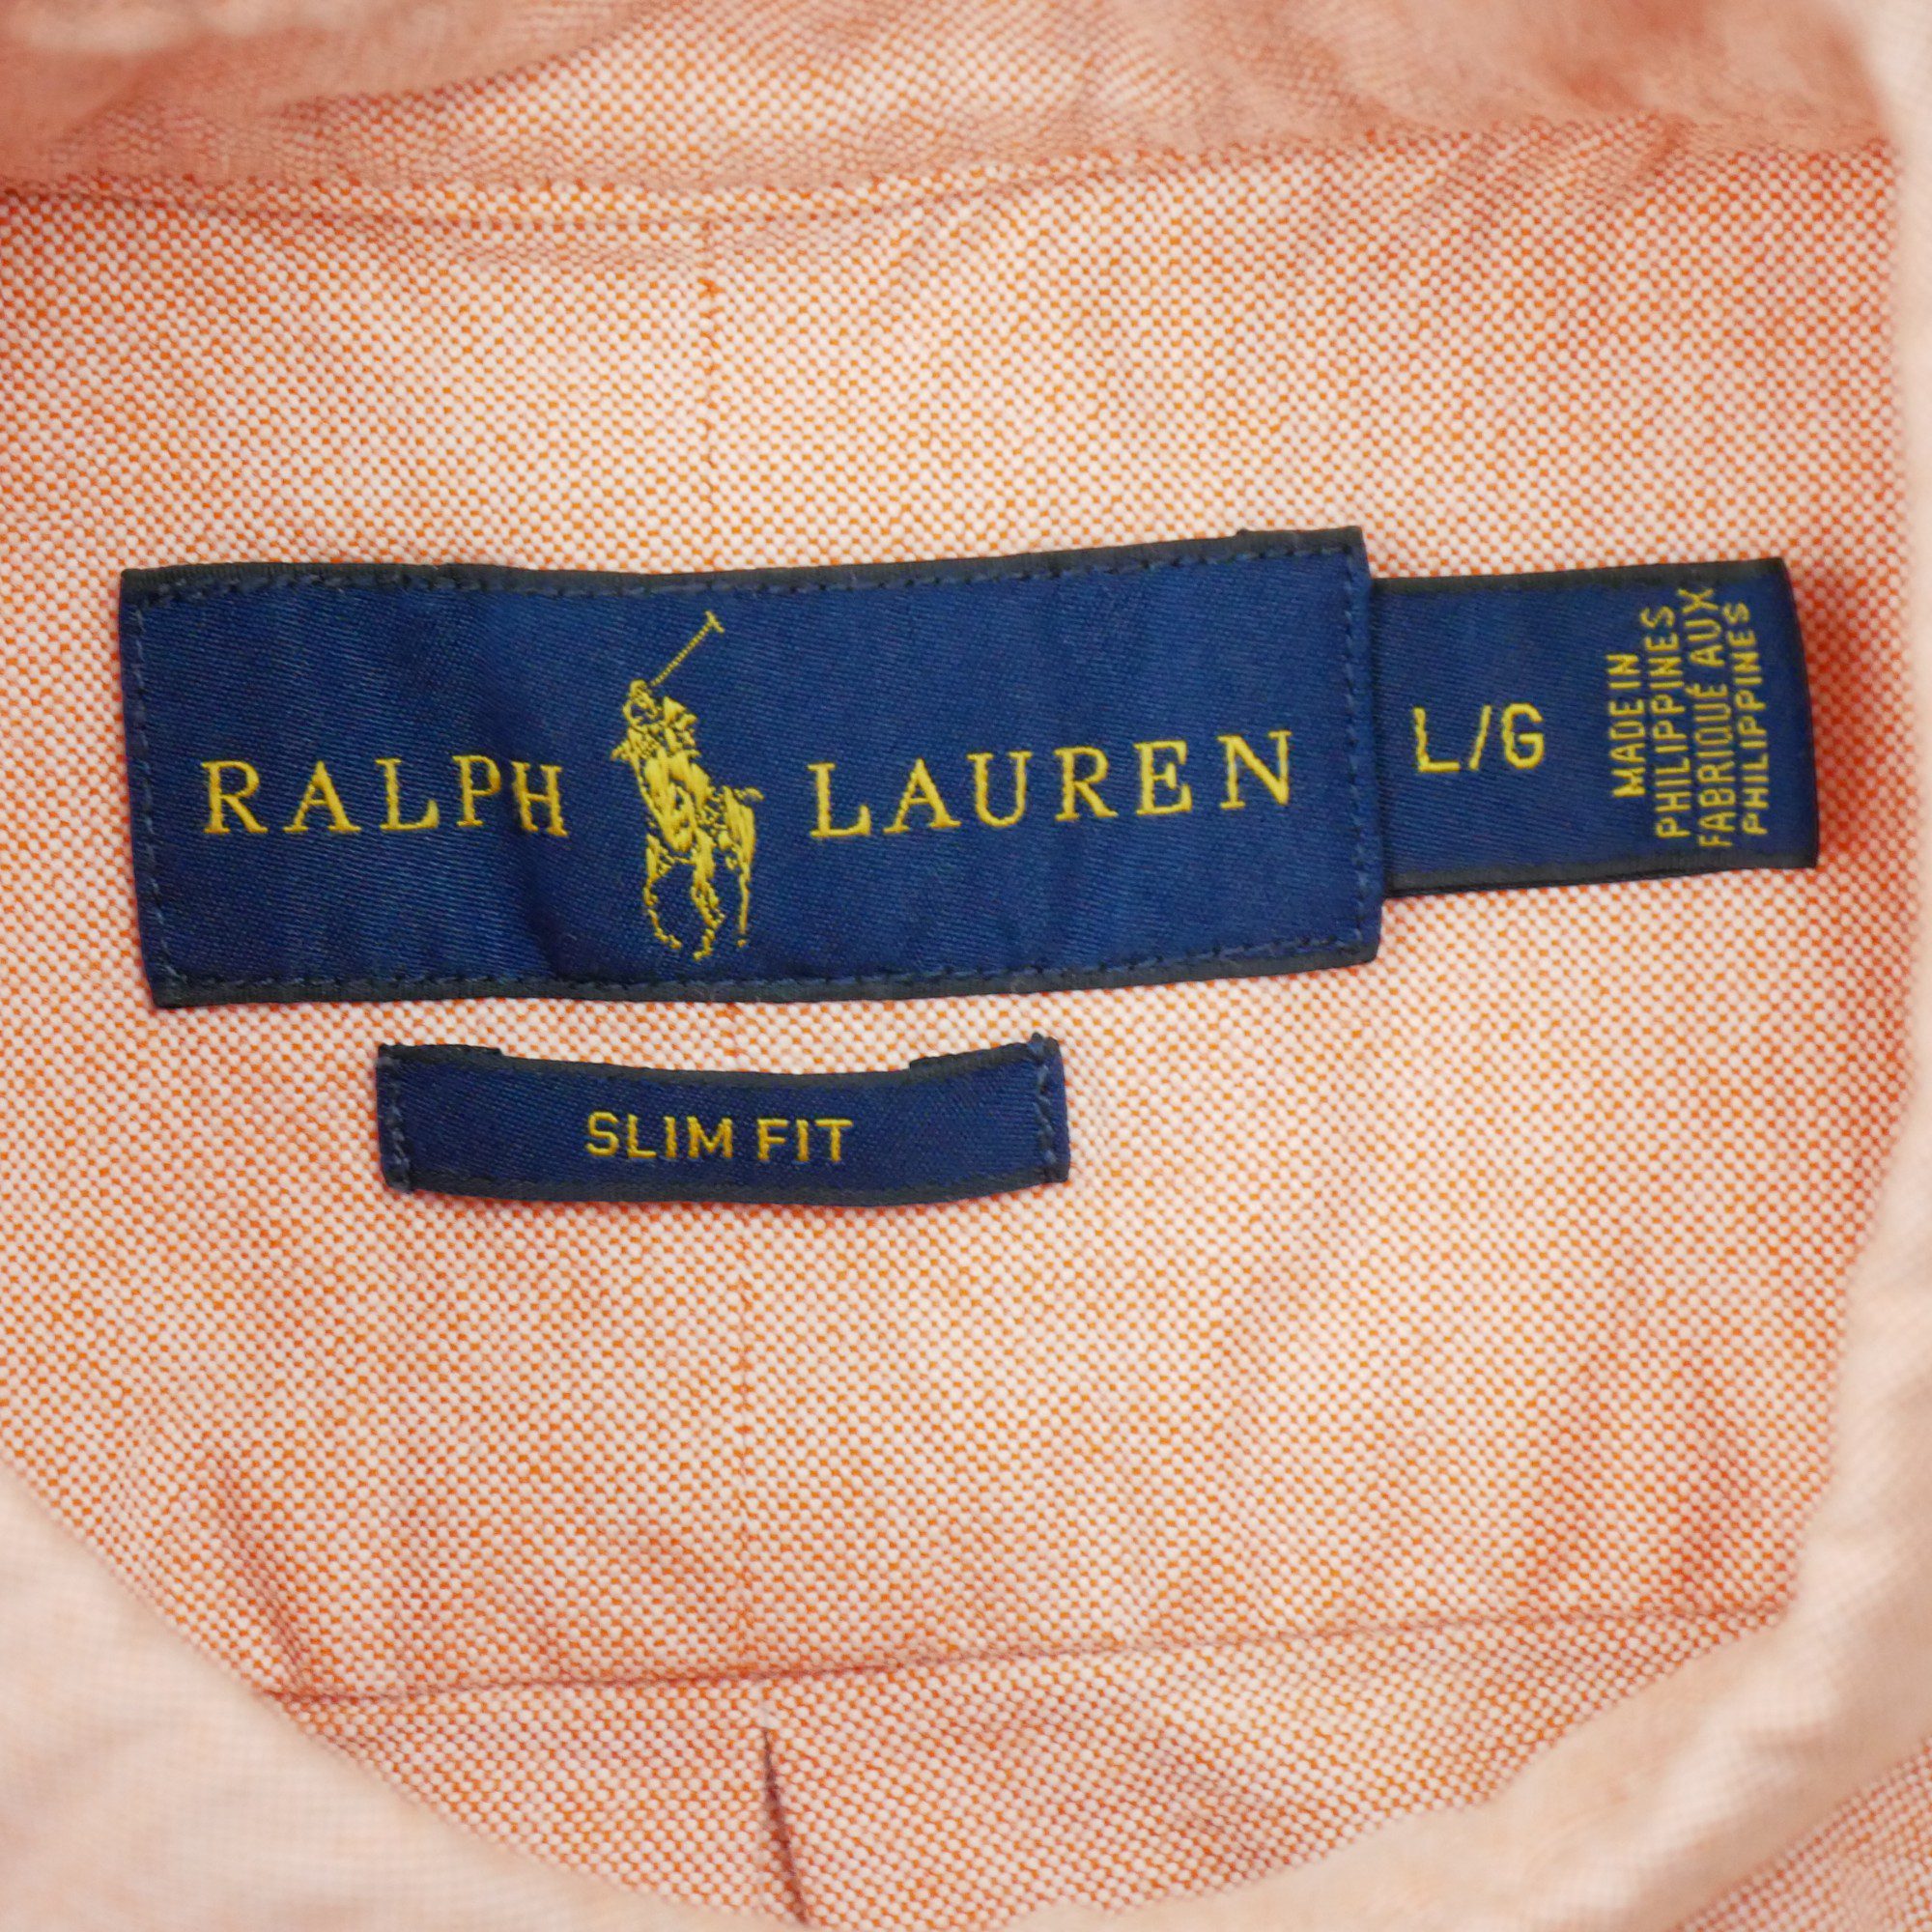 RALPH LAUREN
L/G
MADE IN
PHILIPPINES
FABRIQUÉ AUX
PHILIPPINES
SLIM FIT